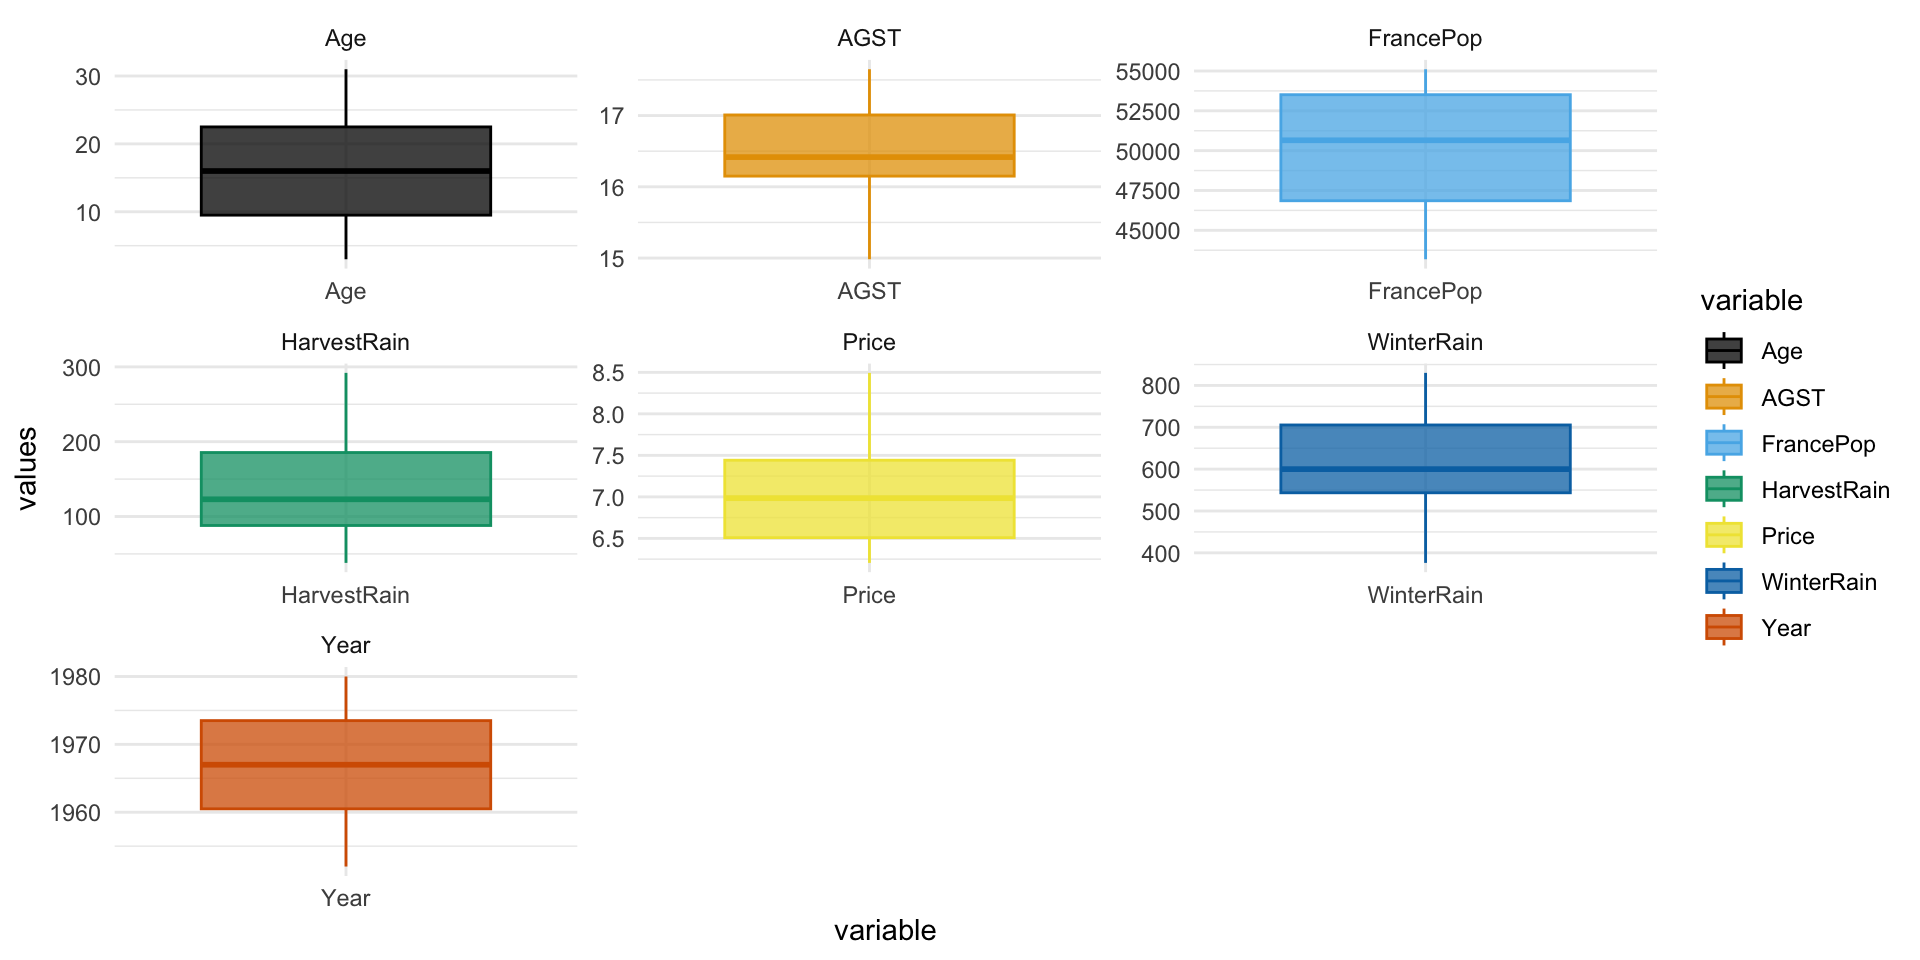 Age
30
20
10
Age
AGST
17
16
15
AGST
FrancePop
55000
52500
50000
47500
45000
FrancePop
HarvestRain
300
200
100
HarvestRain
Price
8.5
8.0
7.5
7.0
6.5
Price
WinterRain
800
700
600
500
400
WinterRain
Year
1980
1970
1960
Year
values
variable
variable
Age
AGST
FrancePop
HarvestRain
Price
WinterRain
Year